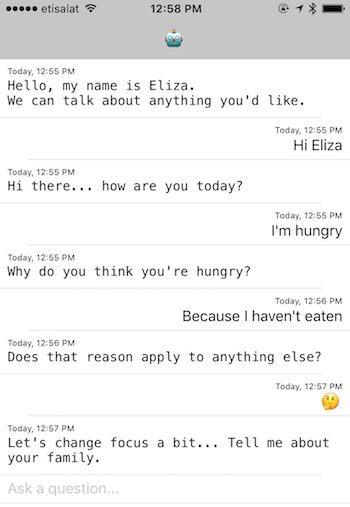 etisalat 12:58 PM
Today, 12:55 PM
Hello, my name is Eliza.
We can talk about anything you'd like.
Today, 12:55 PM
Hi Eliza
Today, 12:55 PM
Hi there... how are you today?
Today, 12:55 PM
I'm hungry
Today, 12:55 PM
Why do you think you're hungry?
Today, 12:56 PM
Because I haven't eaten
Today, 12:56 PM
Does that reason apply to anything else?
Today, 12:57 PM
🤔
Today, 12:57 PM
Let's change focus a bit... Tell me about
your family.
Ask a question...